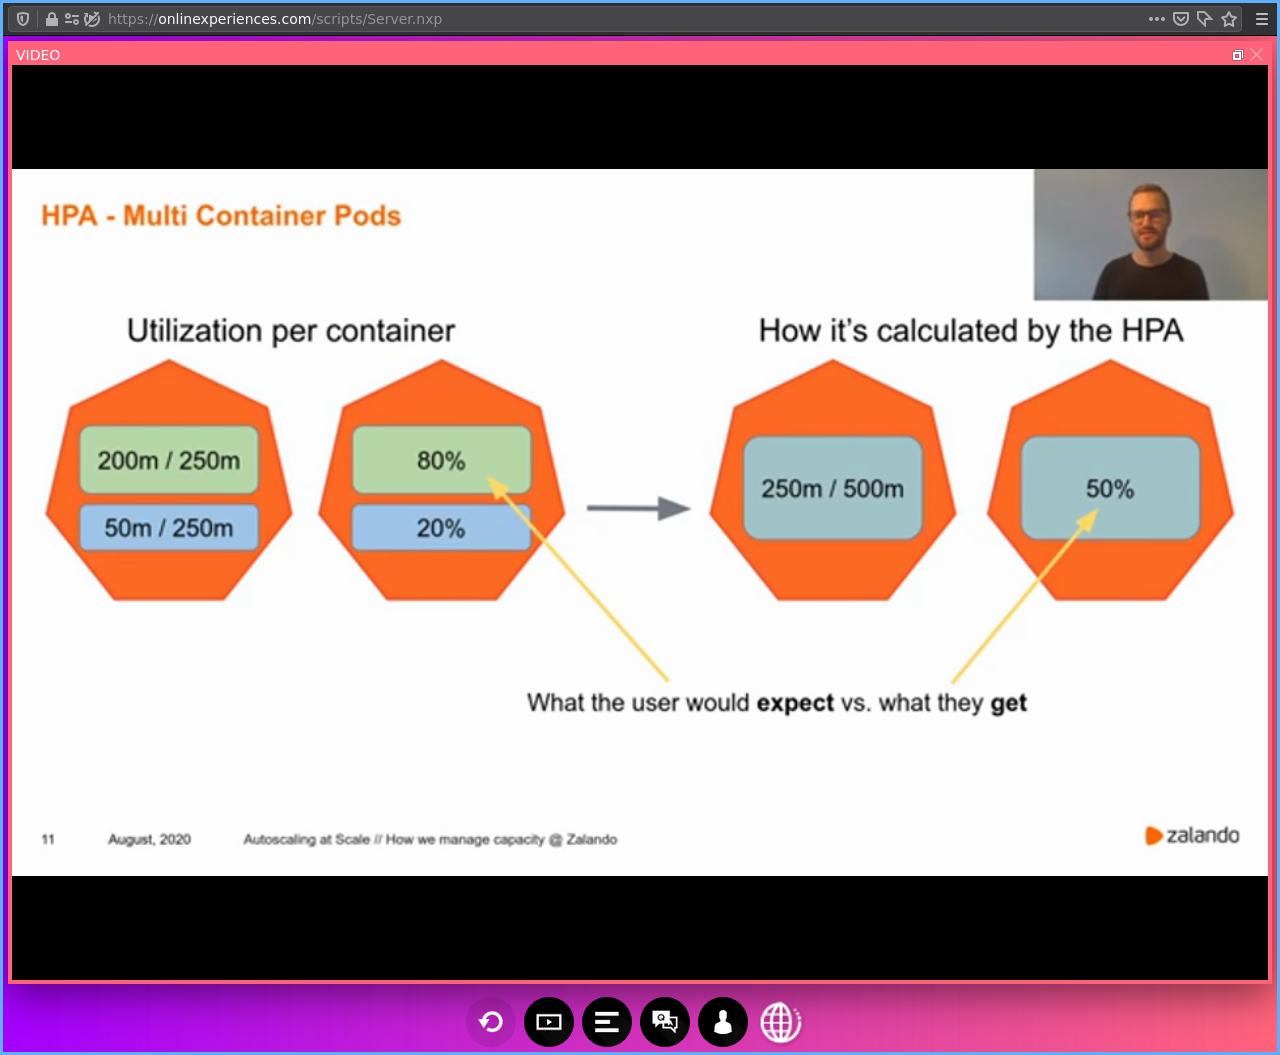 https://onlinexperiences.com/scripts/Server.nxp
VIDEO
HPA - Multi Container Pods
Utilization per container
How it's calculated by the HPA
200m / 250m
50m / 250m
80%
20%
250m / 500m
50%
What the user would expect vs. what they get
11 August, 2020 Autoscaling at Scale // How we manage capacity @ Zalando
zalando